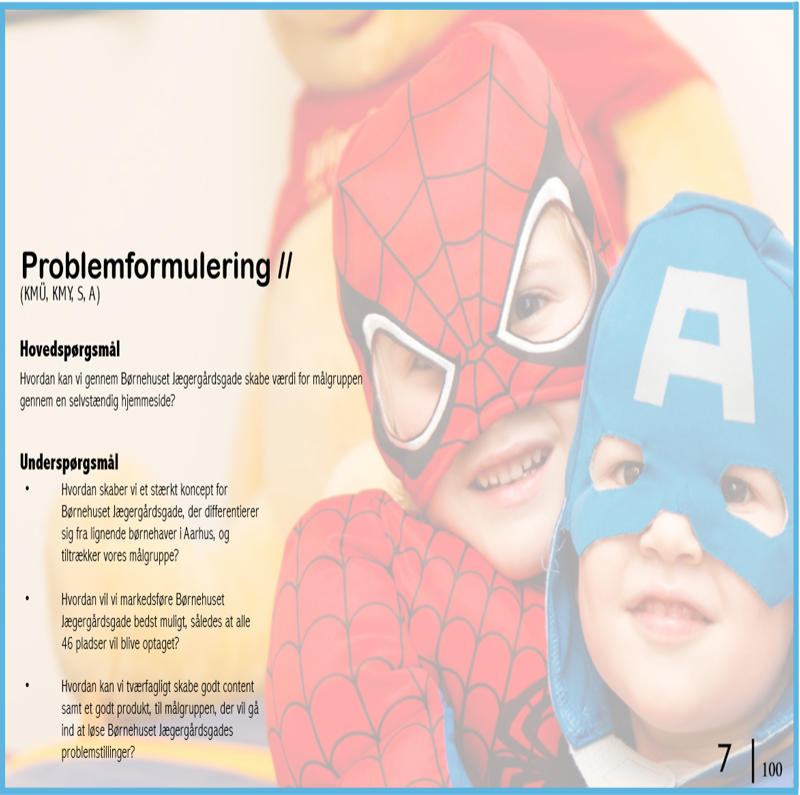 Problemformulering //
(KMÜ, KMY, S, A)
Hovedspørgsmål
Hvordan kan vi gennem Børnehuset Jægergårdsgade skabe værdi for målgruppen
gennem en selvstændig hjemmeside?
Underspørgsmål
• Hvordan skaber vi et stærkt koncept for
Børnehuset Jægergårdsgade, der differentierer
sig fra lignende børnehaver i Aarhus, og
tiltrækker vores målgruppe?
• Hvordan vil vi markedsføre Børnehuset
Jægergårdsgade bedst muligt, således at alle
46 pladser vil blive optaget?
• Hvordan kan vi tværfagligt skabe godt content
samt et godt produkt, til målgruppen, der vil gå
ind at løse Børnehuset Jægergårdsgades
problemstillinger?
A
7 | 100